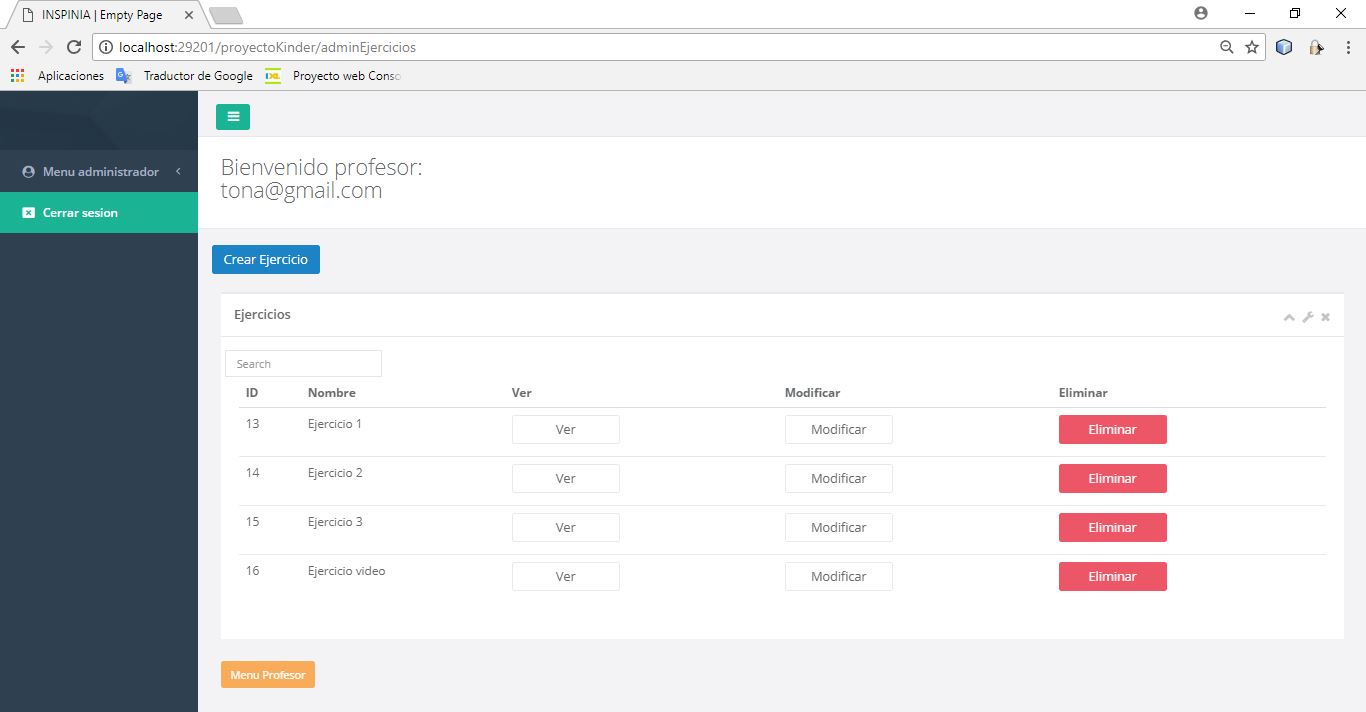 INSPINIA | Empty Page
localhost:29201/proyectoKinder/adminEjercicios
Aplicaciones Traductor de Google Proyecto web Conso
Menu administrador
Cerrar sesion
Bienvenido profesor:
tona@gmail.com
Crear Ejercicio
Ejercicios
Search
ID Nombre Ver Modificar Eliminar
13 Ejercicio 1 Ver Modificar Eliminar
14 Ejercicio 2 Ver Modificar Eliminar
15 Ejercicio 3 Ver Modificar Eliminar
16 Ejercicio video Ver Modificar Eliminar
Menu Profesor